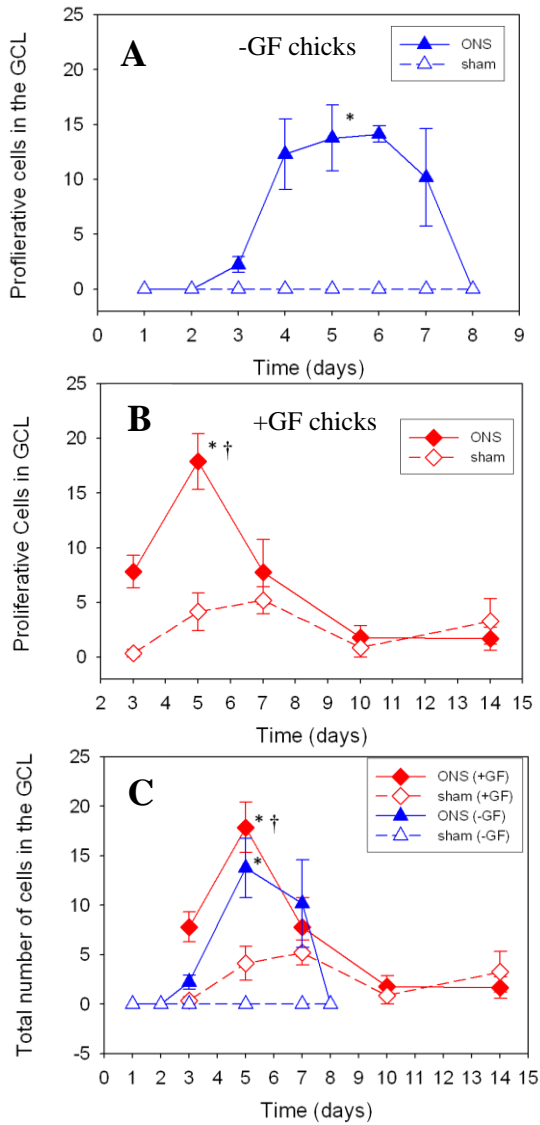 A
-GF chicks
ONS
sham
Proflierative cells in the GCL
25
20
15
10
5
0
*
0 1 2 3 4 5 6 7 8 9
Time (days)
B
+GF chicks
ONS
sham
Proliferative Cells in GCL
25
20
15
10
5
0
* †
2 3 4 5 6 7 8 9 10 11 12 13 14 15
Time (days)
C
ONS (+GF)
sham (+GF)
ONS (-GF)
sham (-GF)
Total number of cells in the GCL
25
20
15
10
5
0
-5
* †
*
0 1 2 3 4 5 6 7 8 9 10 11 12 13 14 15
Time (days)